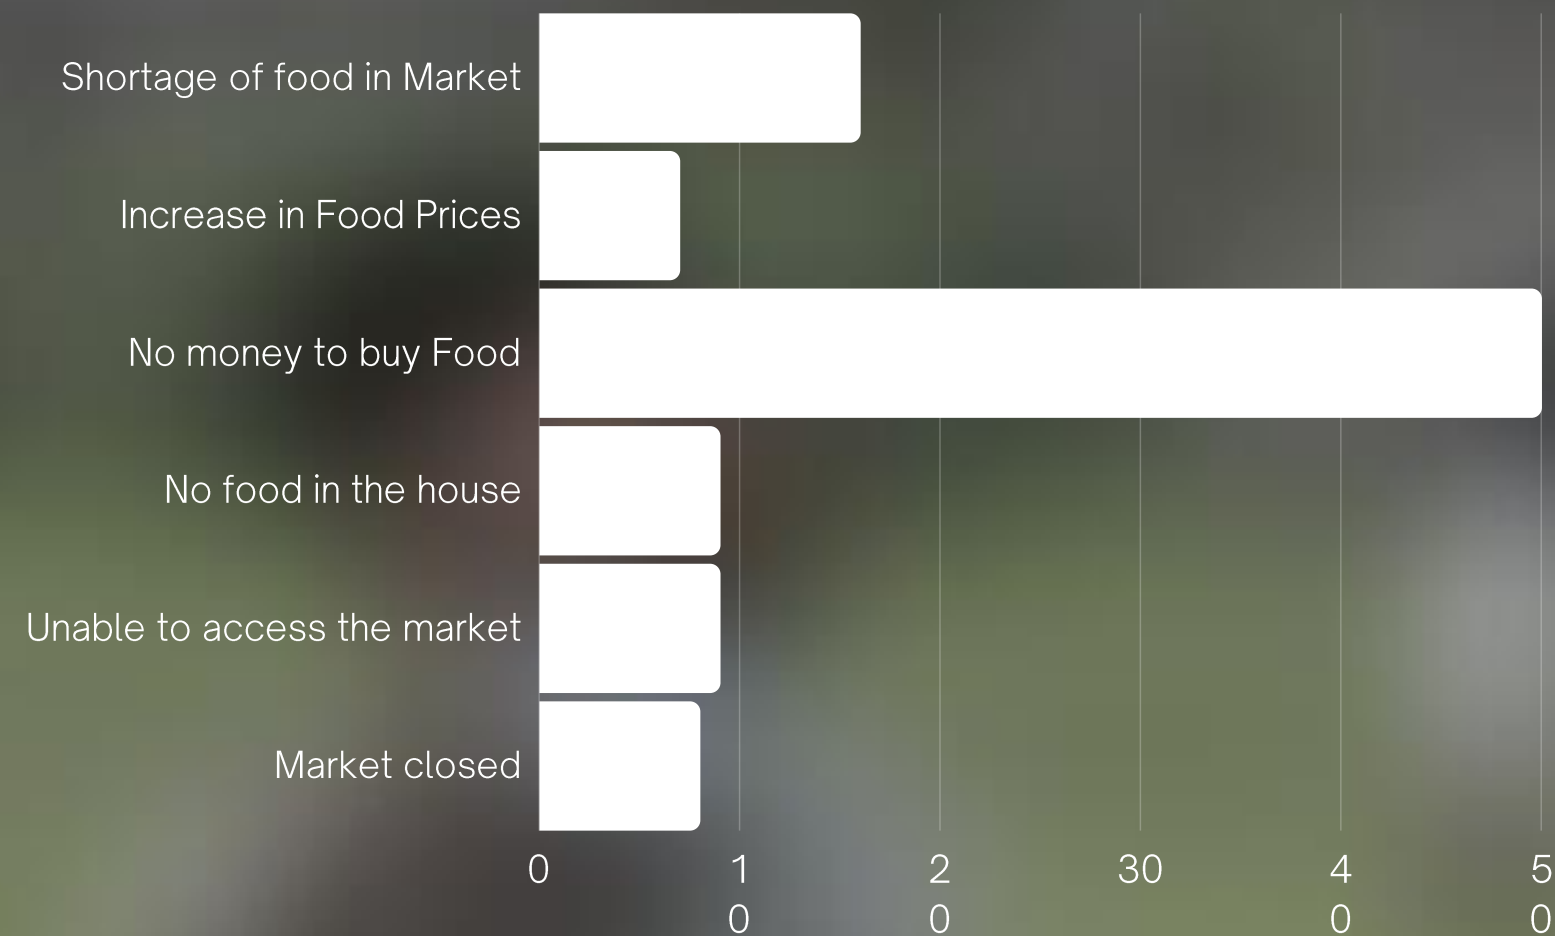 Shortage of food in Market
Increase in Food Prices
No money to buy Food
No food in the house
Unable to access the market
Market closed
0 1 2 30 4 5
0 0 0 0